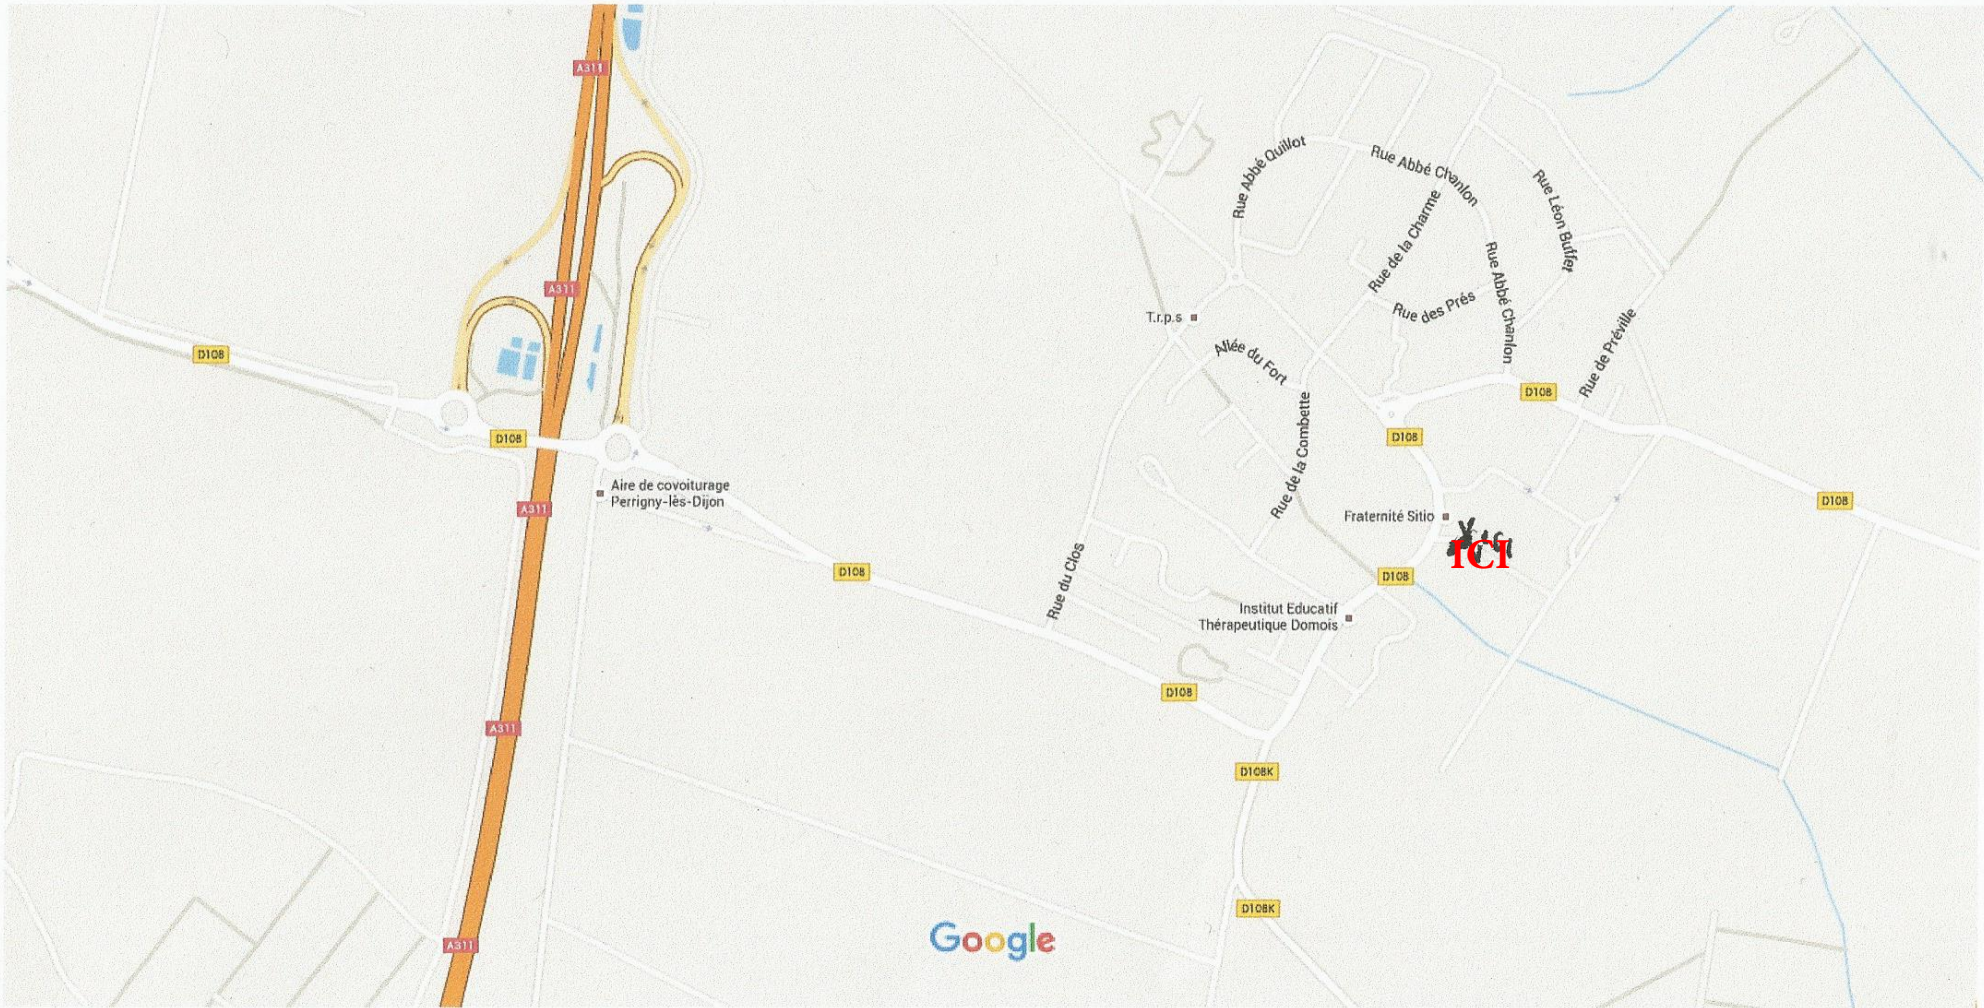 A311
Rue Abbé Quillot
Rue Abbé Chanlon
Rue Léon Buffet
Rue de la Charme
A311
Rue Abbé Chanlon
Rue des Prés
T.r.p.s
Rue de Préville
Allée du Fort
D108
D108
D108
D108
Rue de la Combette
Aire de covoiturage
Perrigny-lès-Dijon
D108
A311
Fraternité Sitio
ICI
D108
D108
Rue du Clos
Institut Educatif
Thérapeutique Domois
D108
A311
D108K
D108K
Google
A311